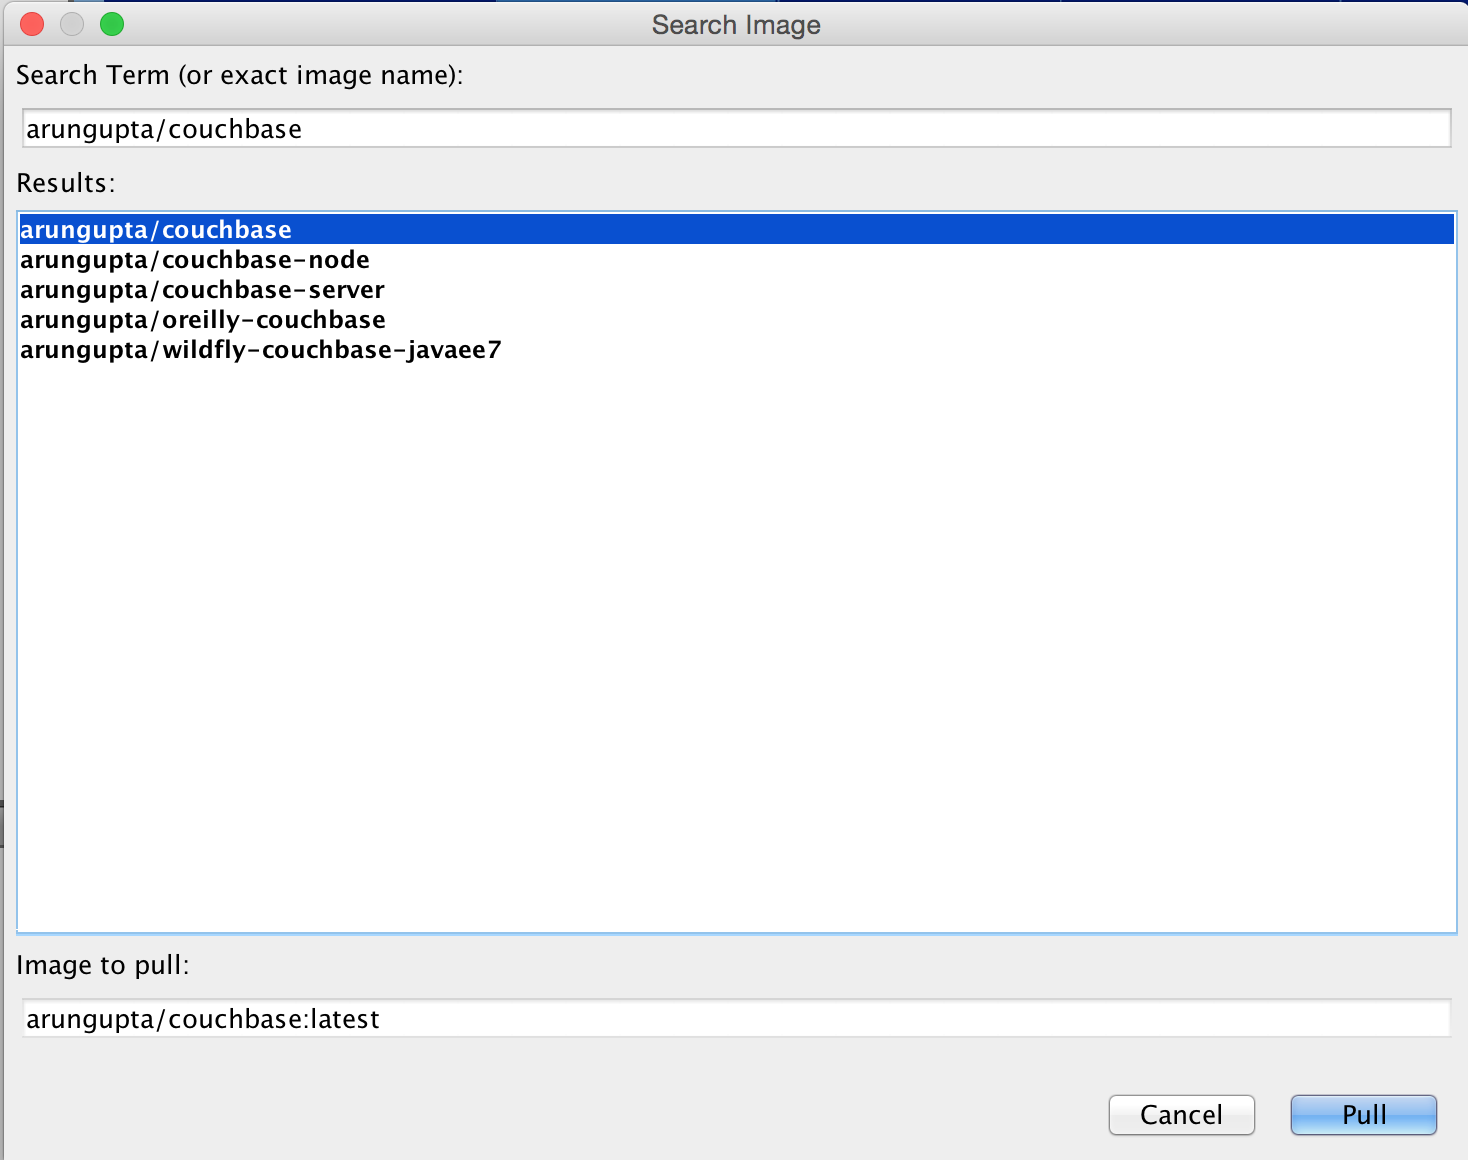 Search Image
Search Term (or exact image name):
arungupta/couchbase
Results:
arungupta/couchbase
arungupta/couchbase-node
arungupta/couchbase-server
arungupta/oreilly-couchbase
arungupta/wildfly-couchbase-javaee7
Image to pull:
arungupta/couchbase:latest
Cancel Pull